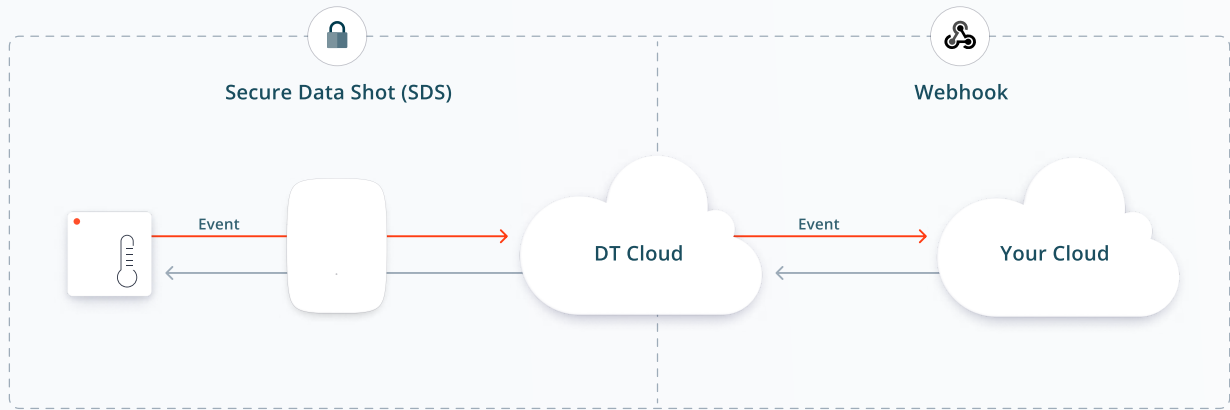 Secure Data Shot (SDS)
Webhook
Event
Event
DT Cloud
Your Cloud